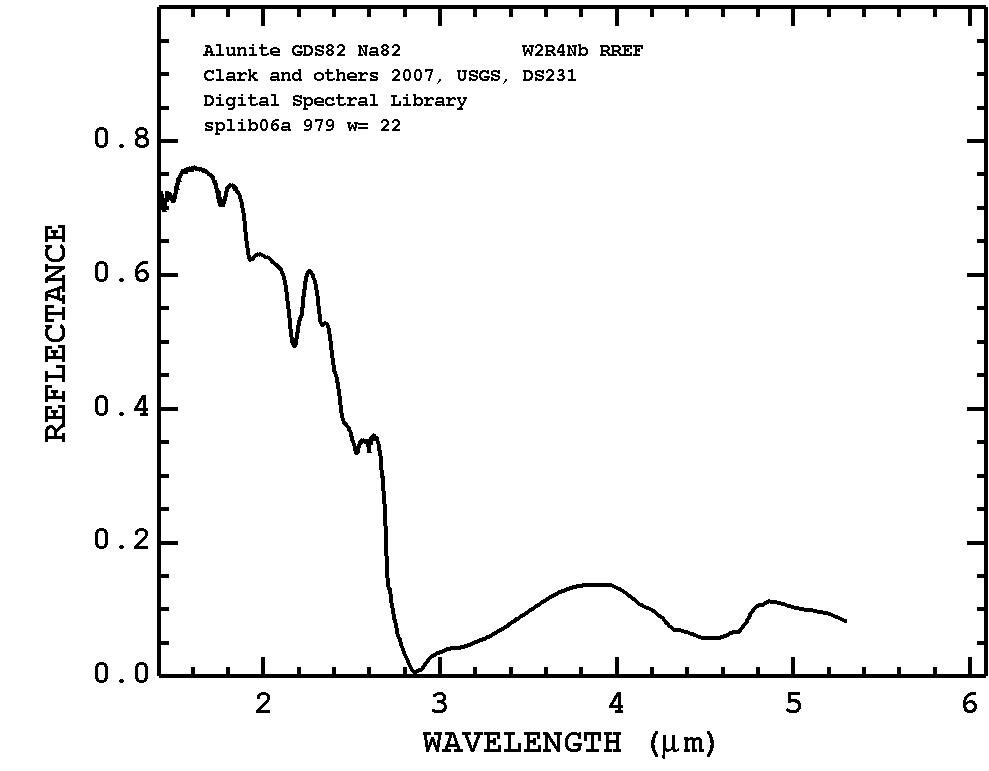 Alunite GDS82 Na82 W2R4Nb RREF
Clark and others 2007, USGS, DS231
Digital Spectral Library
splib06a 979 w= 22
0.8
0.6
0.4
0.2
0.0
REFLECTANCE
2 3 4 5 6
WAVELENGTH (μm)